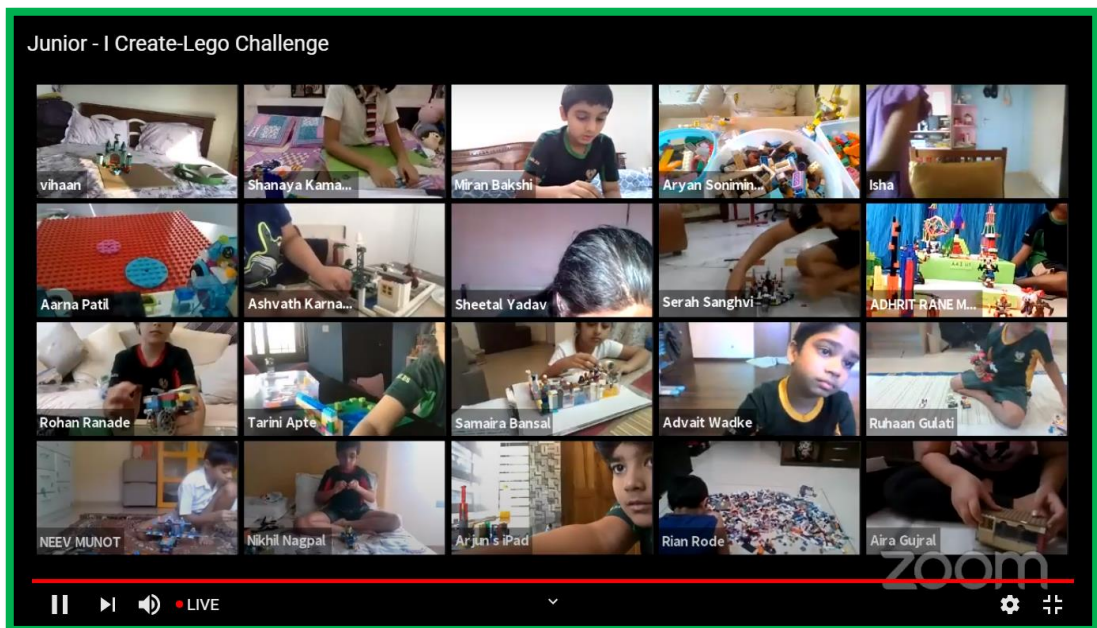 Junior - I Create-Lego Challenge
vihaan
Shanaya Kama...
Miran Bakshi
Aryan Sonimin...
Isha
Aarna Patil
Ashvath Karna...
Sheetal Yadav
Serah Sanghvi
ADHRIT RANE M...
Rohan Ranade
Tarini Apte
Samaira Bansal
Advait Wadke
Ruhaan Gulati
NEEV MUNOT
Nikhil Nagpal
Arjun's iPad
Rian Rode
Aira Gujral
zoom
LIVE